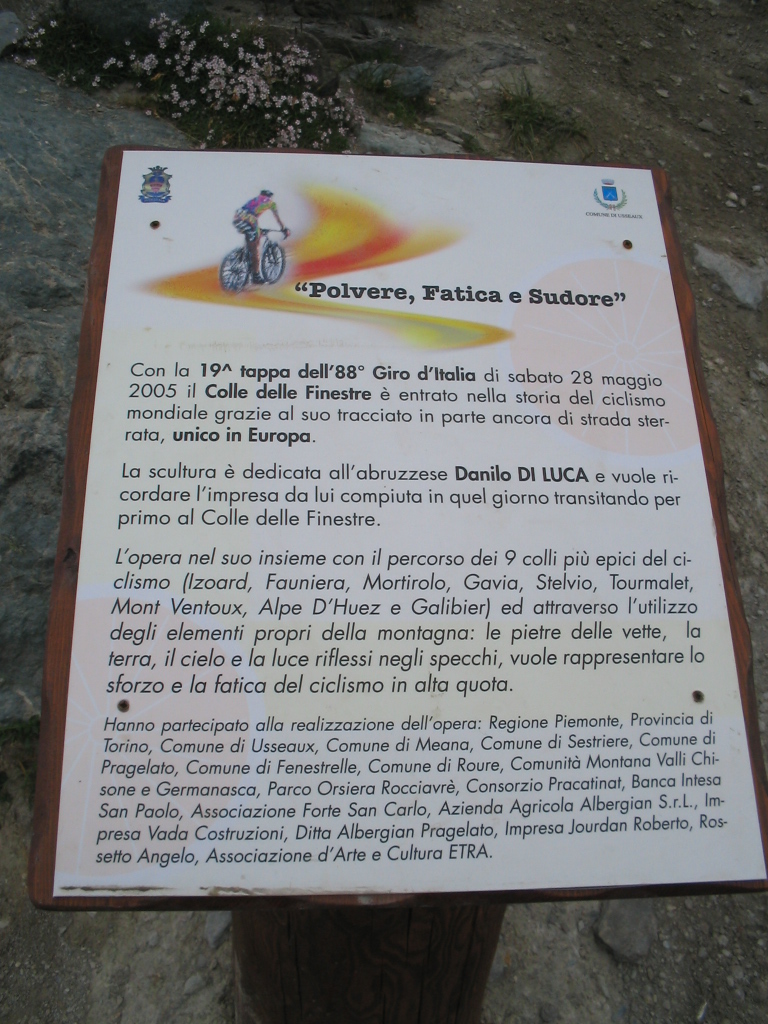 COMUNE DI USSEAUX
“Polvere, Fatica e Sudore”
Con la 19^ tappa dell’88° Giro d’Italia di sabato 28 maggio
2005 il Colle delle Finestre è entrato nella storia del ciclismo
mondiale grazie al suo tracciato in parte ancora di strada ster-
rata, unico in Europa.
La scultura è dedicata all’abruzzese Danilo DI LUCA e vuole ri-
cordare l’impresa da lui compiuta in quel giorno transitando per
primo al Colle delle Finestre.
L’opera nel suo insieme con il percorso dei 9 colli più epici del ci-
clismo (Izoard, Fauniera, Mortirolo, Gavia, Stelvio, Tourmalet,
Mont Ventoux, Alpe D’Huez e Galibier) ed attraverso l’utilizzo
degli elementi propri della montagna: le pietre delle vette, la
terra, il cielo e la luce riflessi negli specchi, vuole rappresentare lo
sforzo e la fatica del ciclismo in alta quota.
Hanno partecipato alla realizzazione dell’opera: Regione Piemonte, Provincia di
Torino, Comune di Usseaux, Comune di Meana, Comune di Sestriere, Comune di
Pragelato, Comune di Fenestrelle, Comune di Roure, Comunità Montana Valli Chi-
sone e Germanasca, Parco Orsiera Rocciavrè, Consorzio Pracatinat, Banca Intesa
San Paolo, Associazione Forte San Carlo, Azienda Agricola Albergian S.r.L., Im-
presa Vada Costruzioni, Ditta Albergian Pragelato, Impresa Jourdan Roberto, Ros-
setto Angelo, Associazione d’Arte e Cultura ETRA.